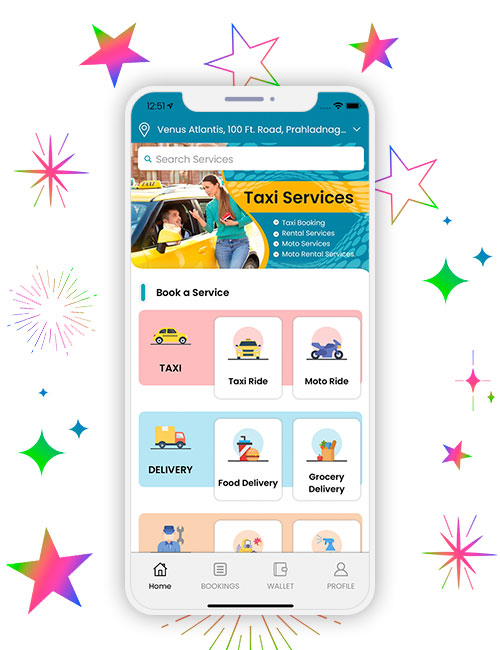 12:51
Venus Atlantis, 100 Ft. Road, Prahladnag...
Search Services
TAXI
Taxi Services
Taxi Booking
Rental Services
Moto Services
Moto Rental Services
Book a Service
TAXI
Taxi Ride
Moto Ride
DELIVERY
Food Delivery
Grocery
Delivery
Home
BOOKINGS
WALLET
PROFILE